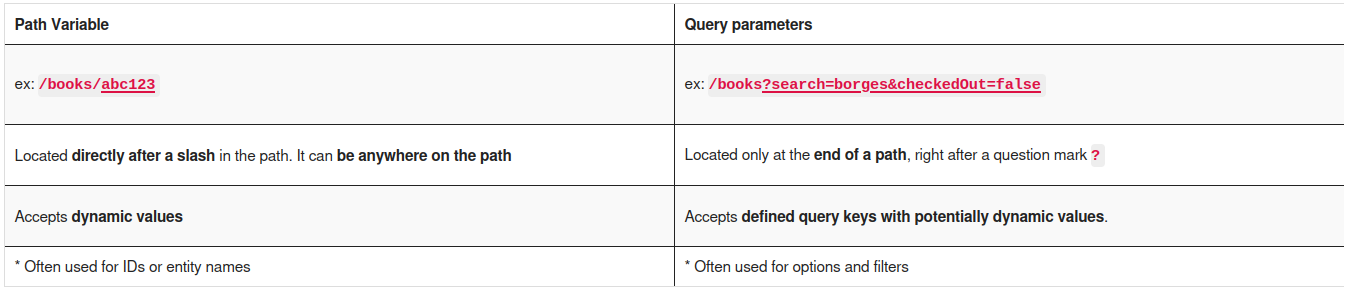 Path Variable
Query parameters
ex: /books/abc123
ex: /books?search=borges&checkedOut=false
Located directly after a slash in the path. It can be anywhere on the path
Located only at the end of a path, right after a question mark ?
Accepts dynamic values
Accepts defined query keys with potentially dynamic values.
* Often used for IDs or entity names
* Often used for options and filters